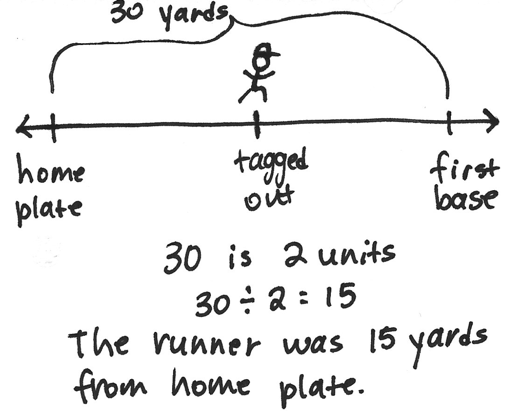 30 yards
home
plate
tagged
out
first
base
30 is 2 units
30 ÷ 2 = 15
The runner was 15 yards
from home plate.